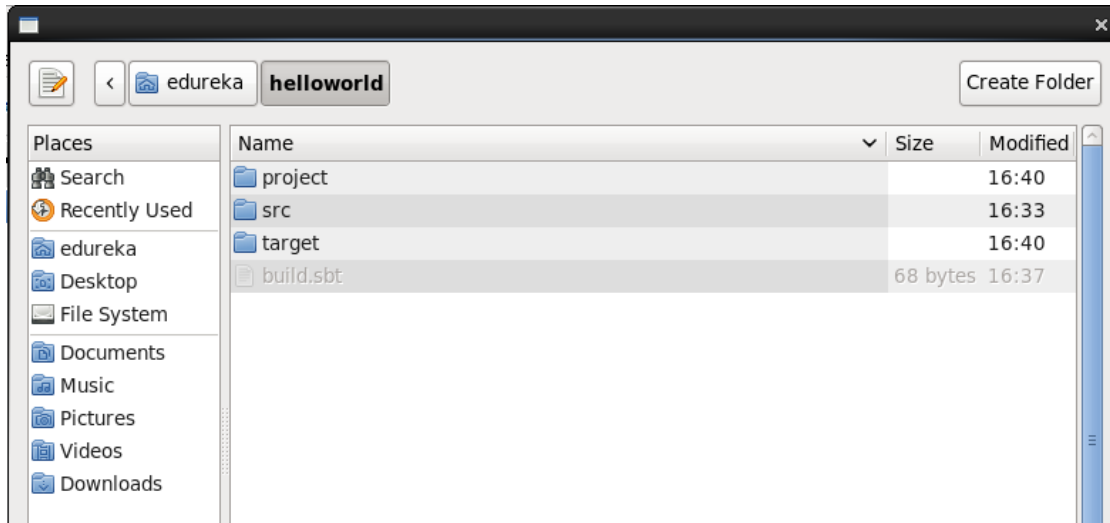 edureka helloworld Create Folder
Places
Search
Recently Used
edureka
Desktop
File System
Documents
Music
Pictures
Videos
Downloads
Name Size Modified
project 16:40
src 16:33
target 16:40
build.sbt 68 bytes 16:37